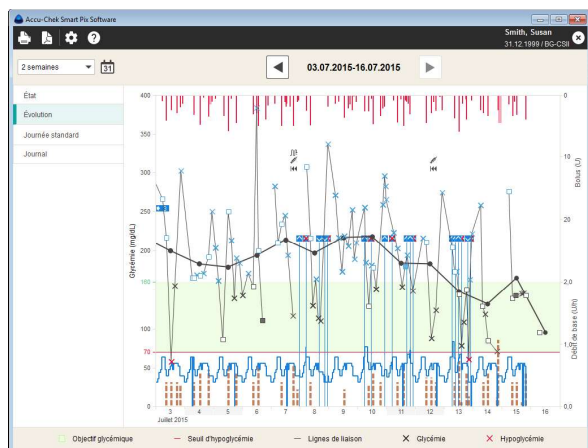 Accu-Chek Smart Pix Software
Smith, Susan
31.12.1999 / BG-CSII
2 semaines
31
03.07.2015-16.07.2015
État
Évolution
Journée standard
Journal
Glycémie (mg/dL)
400
350
300
250
200
150
100
70
50
0
0
10
20
2,0
1,0
0
Bolus (U)
Débit de base (U/h)
3 4 5 6 7 8 9 10 11 12 13 14 15 16
Juillet 2015
Objectif glycémique
Seuil d'hypoglycémie
Lignes de liaison
Glycémie
Hypoglycémie